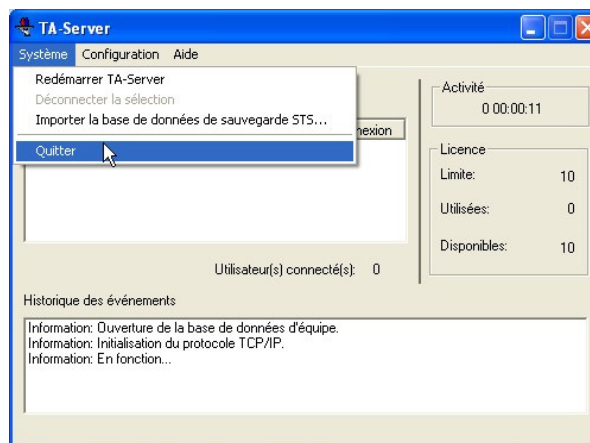 TA-Server
Système Configuration Aide
Redémarrer TA-Server
Déconnecter la sélection
Importer la base de données de sauvegarde STS...
Quitter
nexion
Activité
0 00:00:11
Licence
Limite: 10
Utilisées: 0
Disponibles: 10
Utilisateur(s) connecté(s): 0
Historique des événements
Information: Ouverture de la base de données d'équipe.
Information: Initialisation du protocole TCP/IP.
Information: En fonction...